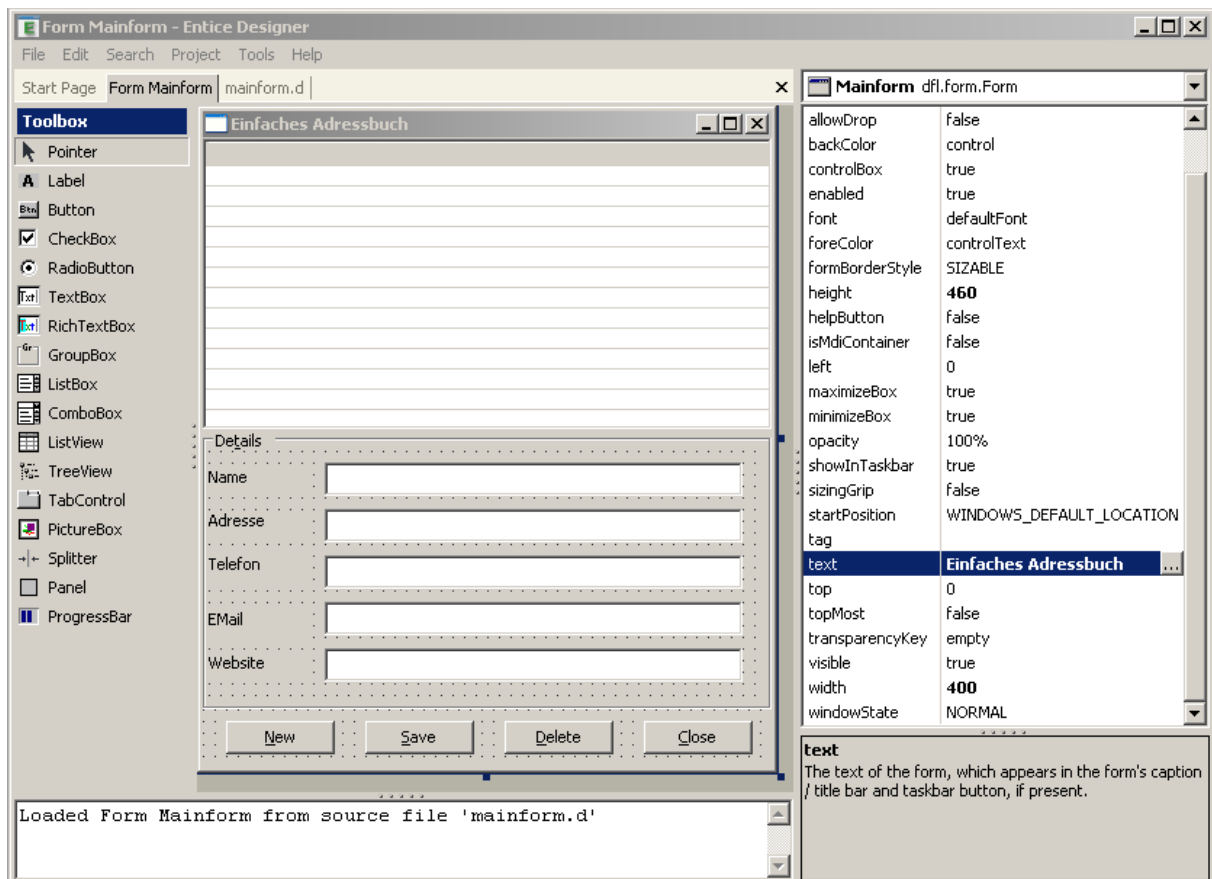 Form Mainform - Entice Designer
File Edit Search Project Tools Help
Start Page Form Mainform mainform.d
Toolbox
Pointer
A Label
Btn Button
CheckBox
RadioButton
Txt TextBox
Txt RichTextBox
Gr GroupBox
ListBox
ComboBox
ListView
TreeView
TabControl
PictureBox
Splitter
Panel
ProgressBar
Einfaches Adressbuch
Details
Name
Adresse
Telefon
EMail
Website
New Save Delete Close
Loaded Form Mainform from source file 'mainform.d'
Mainform dfl.form.Form
allowDrop false
backColor control
controlBox true
enabled true
font defaultFont
foreColor controlText
formBorderStyle SIZABLE
height 460
helpButton false
isMdiContainer false
left 0
maximizeBox true
minimizeBox true
opacity 100%
showInTaskbar true
sizingGrip false
startPosition WINDOWS_DEFAULT_LOCATION
tag
text Einfaches Adressbuch ...
top 0
topMost false
transparencyKey empty
visible true
width 400
windowState NORMAL
text
The text of the form, which appears in the form's caption
/ title bar and taskbar button, if present.